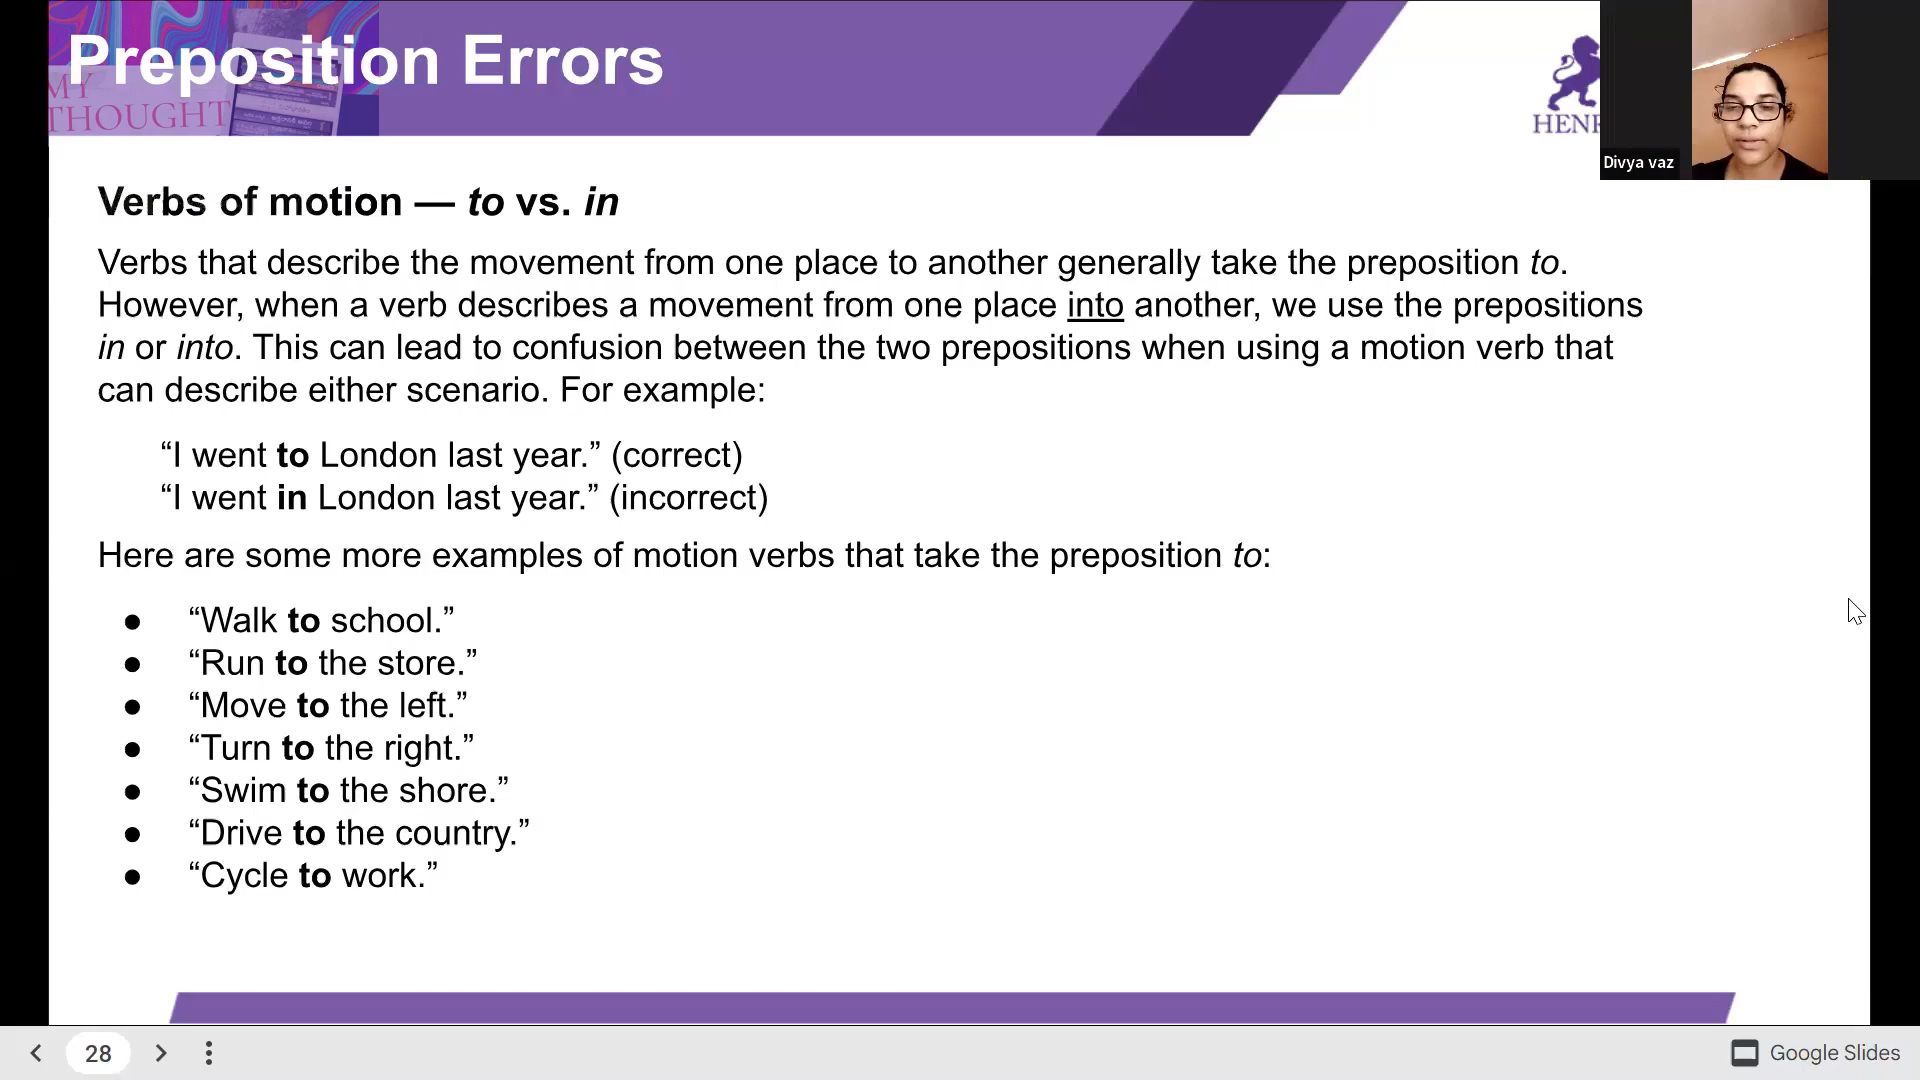 Preposition Errors
MY
THOUGHT
HENR
Divya vaz
Verbs of motion — to vs. in
Verbs that describe the movement from one place to another generally take the preposition to.
However, when a verb describes a movement from one place into another, we use the prepositions
in or into. This can lead to confusion between the two prepositions when using a motion verb that
can describe either scenario. For example:
“I went to London last year.” (correct)
“I went in London last year.” (incorrect)
Here are some more examples of motion verbs that take the preposition to:
● “Walk to school.”
● “Run to the store.”
● “Move to the left.”
● “Turn to the right.”
● “Swim to the shore.”
● “Drive to the country.”
● “Cycle to work.”
28
Google Slides